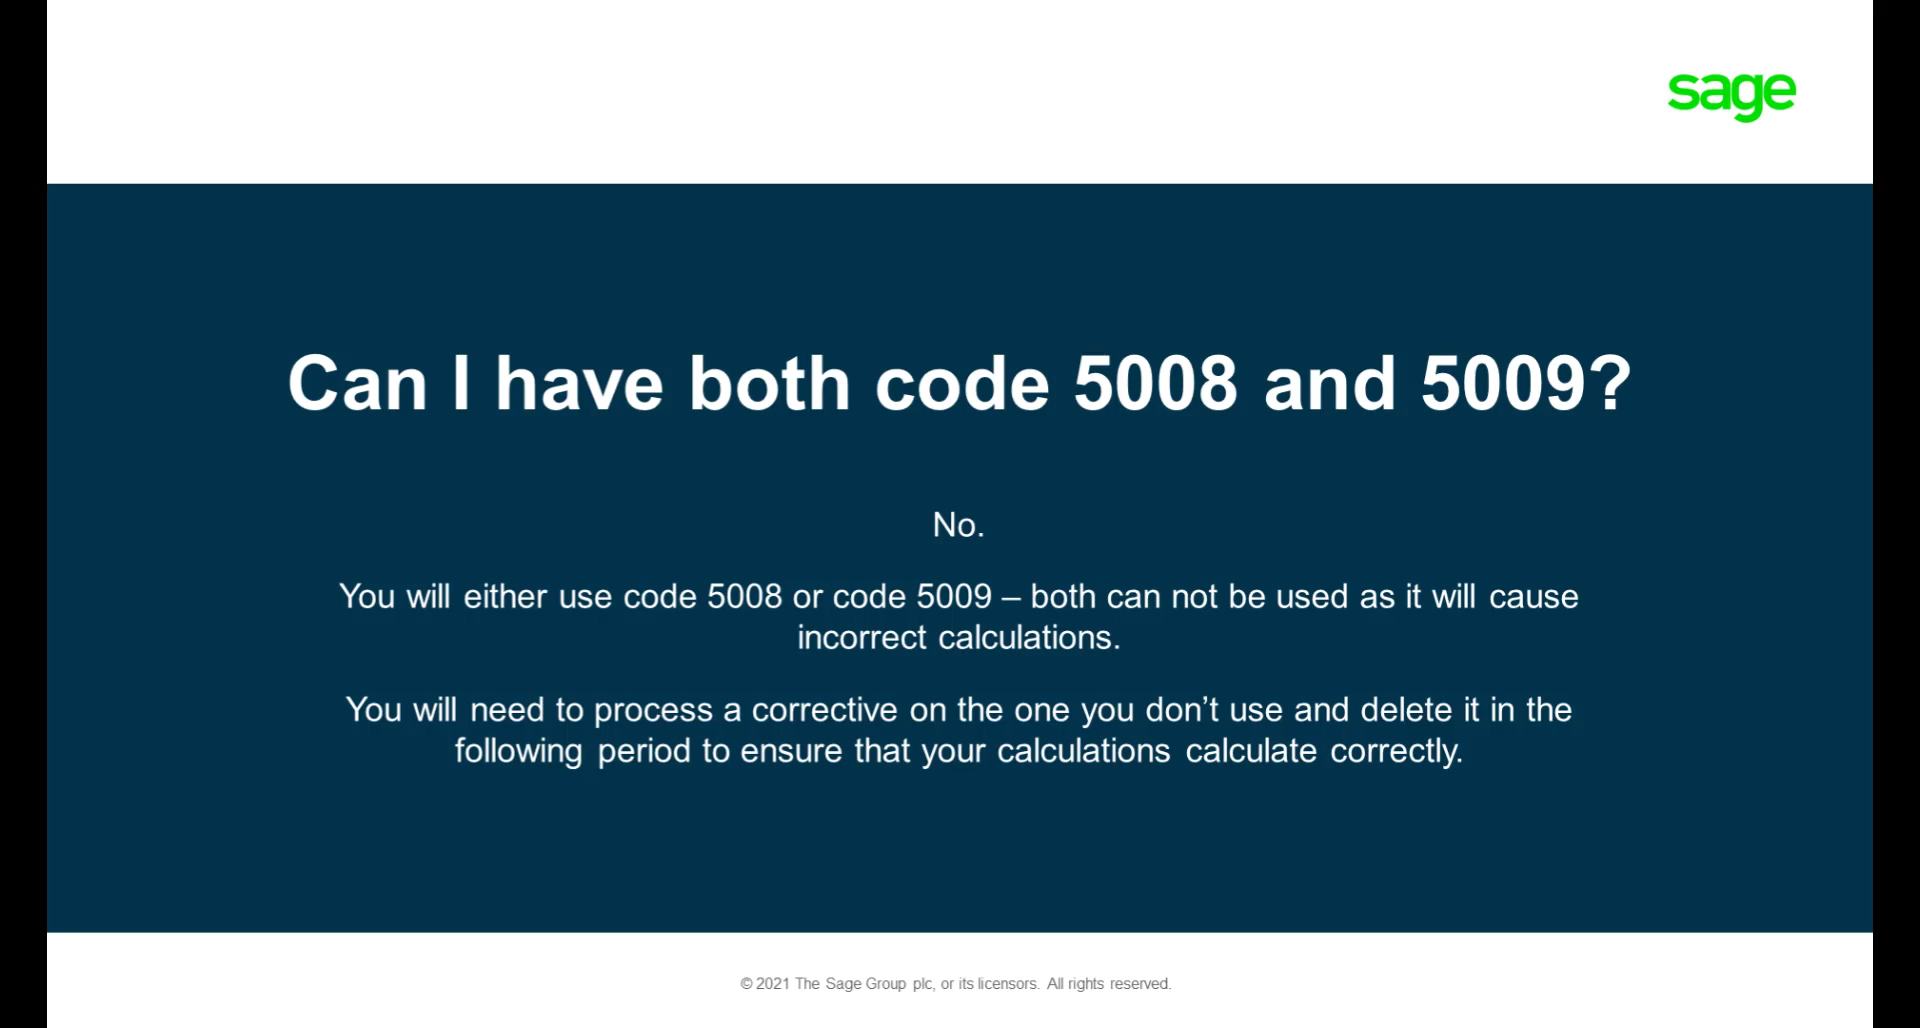 sage
Can I have both code 5008 and 5009?
No.
You will either use code 5008 or code 5009 – both can not be used as it will cause
incorrect calculations.
You will need to process a corrective on the one you don’t use and delete it in the
following period to ensure that your calculations calculate correctly.
© 2021 The Sage Group plc, or its licensors. All rights reserved.